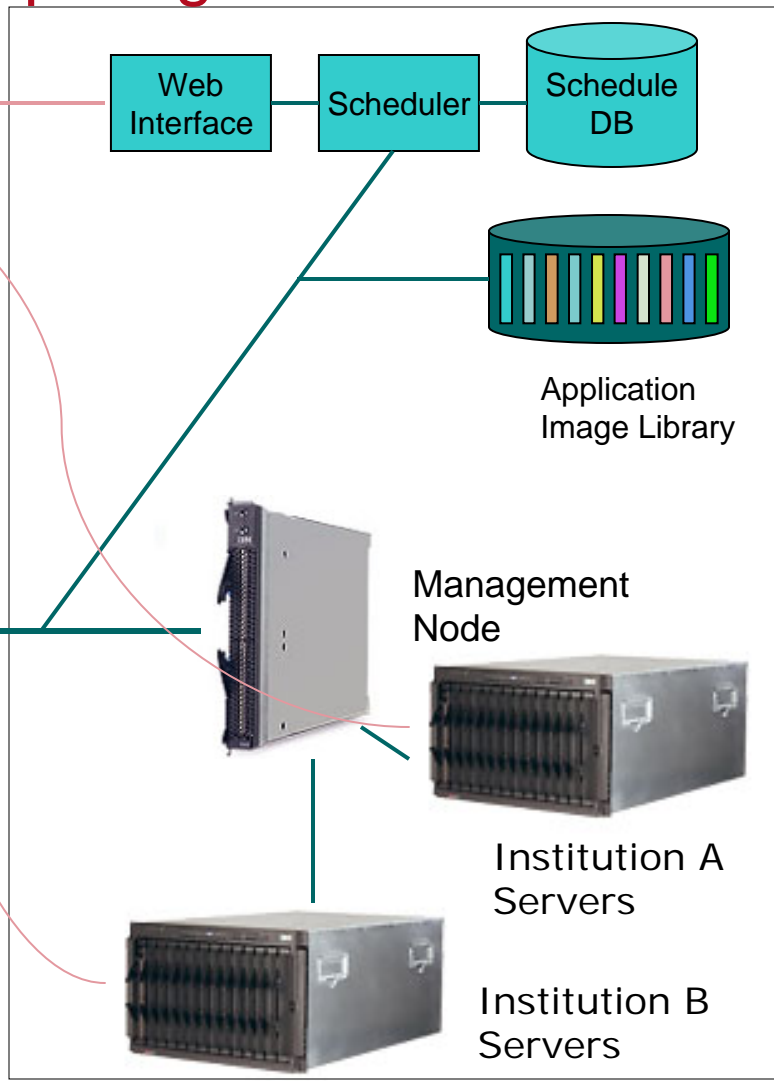 Web
Interface
Scheduler
Schedule
DB
Application
Image Library
Management
Node
Institution A
Servers
Institution B
Servers